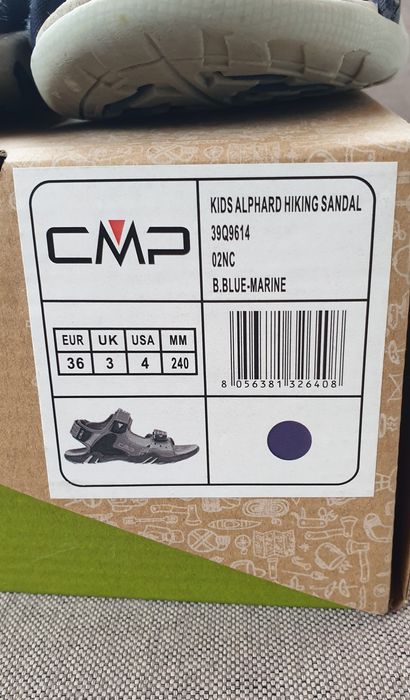 CMP
KIDS ALPHARD HIKING SANDAL
39Q9614
02NC
B.BLUE-MARINE
EUR UK USA MM
36 3 4 240
8 056381 326408